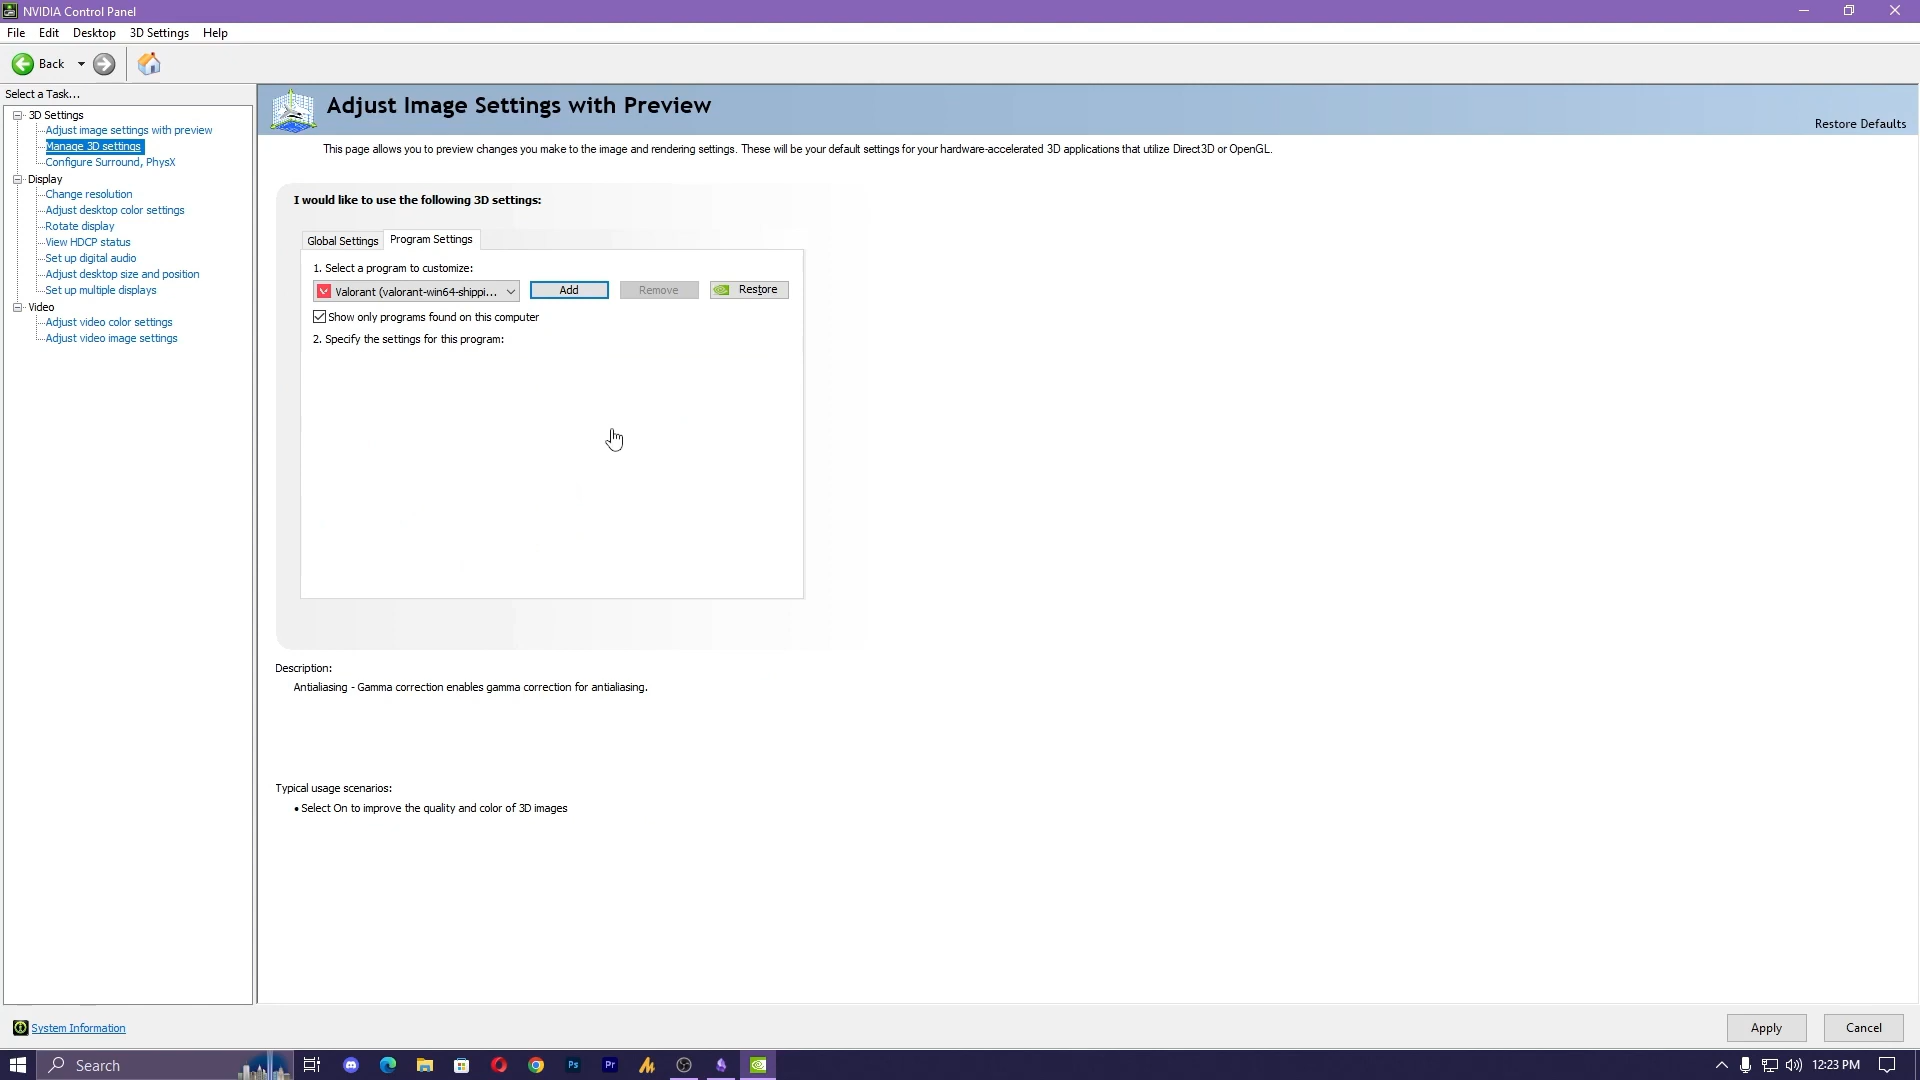 NVIDIA Control Panel
File Edit Desktop 3D Settings Help
Back
Select a Task...
3D Settings
Adjust image settings with preview
Manage 3D settings
Configure Surround, PhysX
Display
Change resolution
Adjust desktop color settings
Rotate display
View HDCP status
Set up digital audio
Adjust desktop size and position
Set up multiple displays
Video
Adjust video color settings
Adjust video image settings
Adjust Image Settings with Preview
Restore Defaults
This page allows you to preview changes you make to the image and rendering settings. These will be your default settings for your hardware-accelerated 3D applications that utilize Direct3D or OpenGL.
I would like to use the following 3D settings:
Global Settings Program Settings
1. Select a program to customize:
Valorant (valorant-win64-shippi... Add Remove Restore
Show only programs found on this computer
2. Specify the settings for this program:
Description:
Antialiasing - Gamma correction enables gamma correction for antialiasing.
Typical usage scenarios:
• Select On to improve the quality and color of 3D images
System Information
Apply Cancel
Search
Ps
Pr
12:23 PM